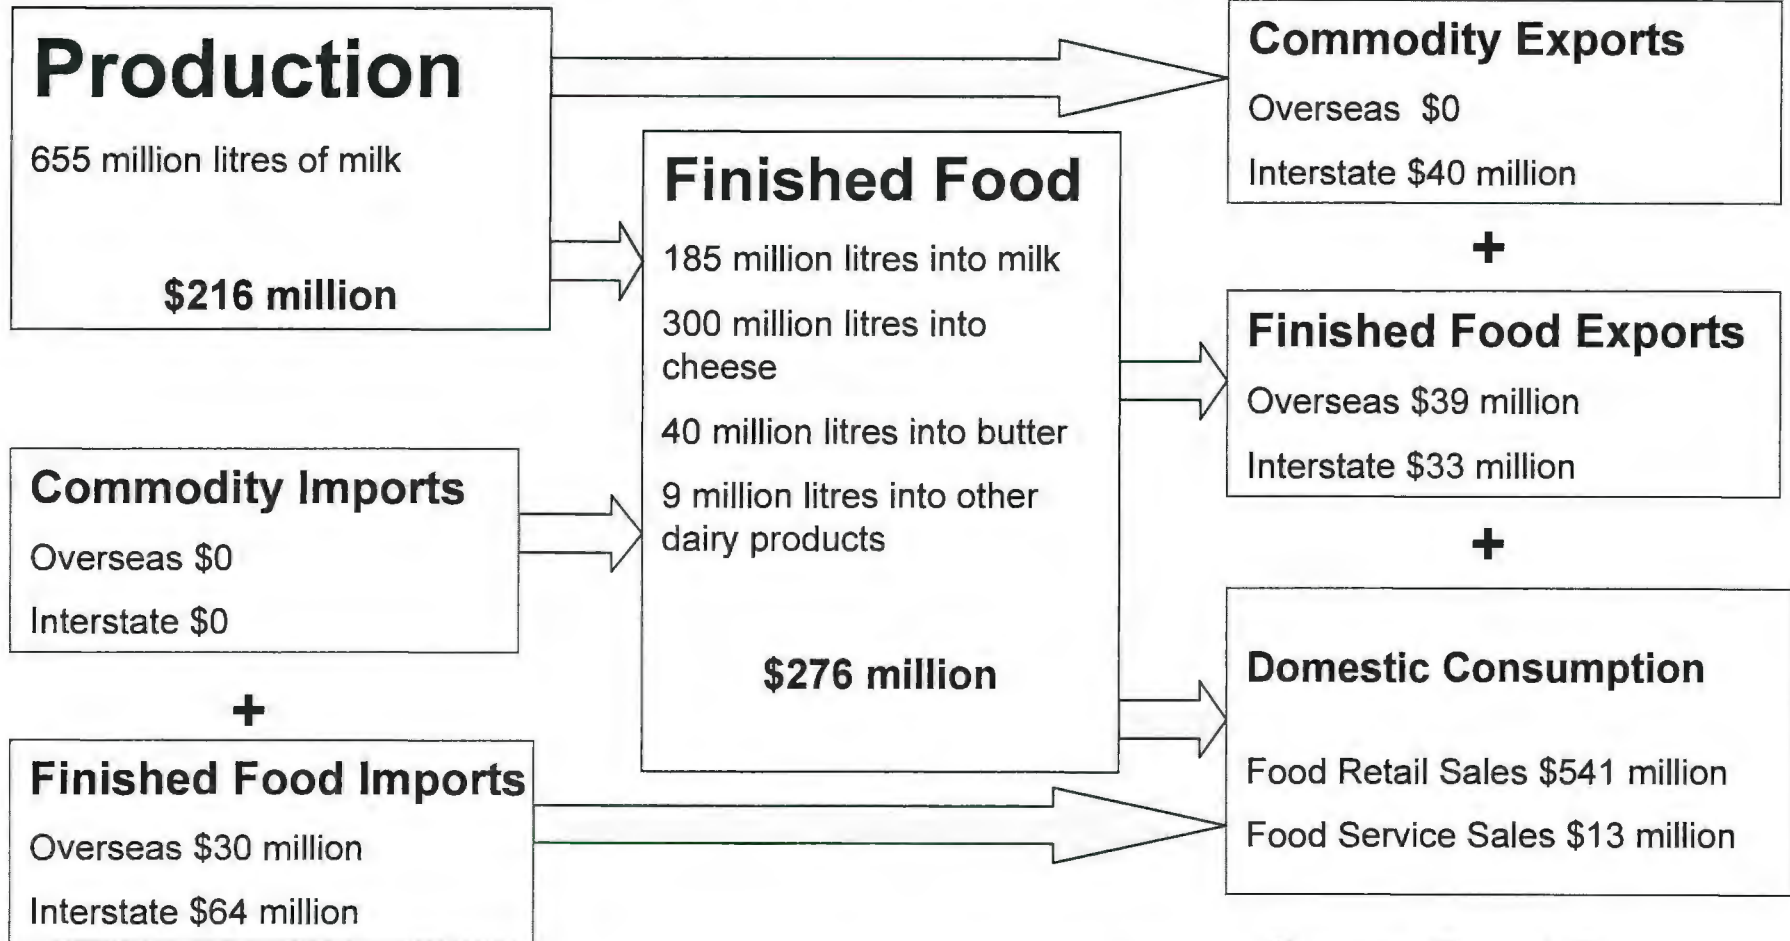 Production
655 million litres of milk
$216 million
Commodity Imports
Overseas $0
Interstate $0
+
Finished Food Imports
Overseas $30 million
Interstate $64 million
Finished Food
185 million litres into milk
300 million litres into
cheese
40 million litres into butter
9 million litres into other
dairy products
$276 million
Commodity Exports
Overseas $0
Interstate $40 million
+
Finished Food Exports
Overseas $39 million
Interstate $33 million
+
Domestic Consumption
Food Retail Sales $541 million
Food Service Sales $13 million